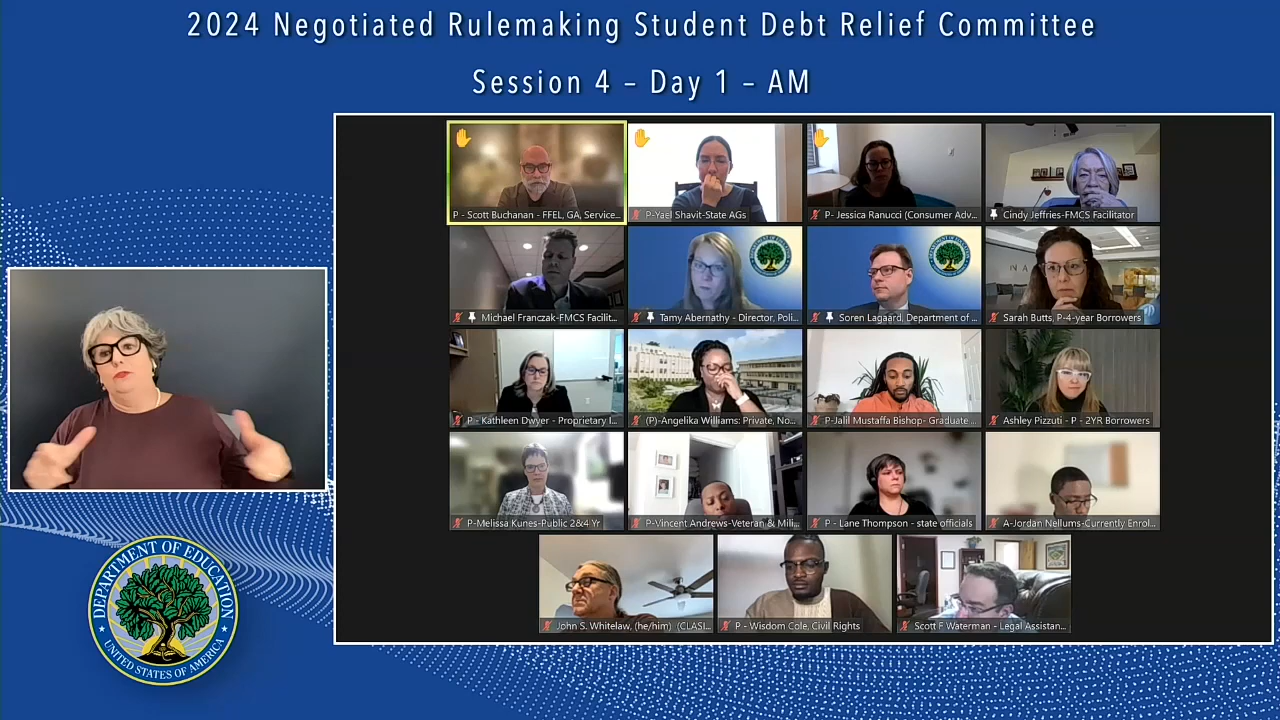 2024 Negotiated Rulemaking Student Debt Relief Committee
Session 4 – Day 1 – AM
P - Scott Buchanan - FFEL, GA, Service...
P-Yael Shavit-State AGs
P- Jessica Ranucci (Consumer Adv...
Cindy Jeffries-FMCS Facilitator
Michael Franczak-FMCS Facilit...
Tamy Abernathy - Director, Poli...
Soren Lagaard, Department of ...
Sarah Butts, P-4-year Borrowers
P - Kathleen Dwyer - Proprietary I...
(P)-Angelika Williams: Private, No...
P-Jalil Mustaffa Bishop- Graduate ...
Ashley Pizzuti - P - 2YR Borrowers
P-Melissa Kunes-Public 2&4 Yr
P-Vincent Andrews-Veteran & Mili...
P - Lane Thompson - state officials
A-Jordan Nellums-Currently Enrol...
John S. Whitelaw, (he/him) (CLASI...
P - Wisdom Cole, Civil Rights
Scott F Waterman - Legal Assistan...
DEPARTMENT OF EDUCATION
UNITED STATES OF AMERICA